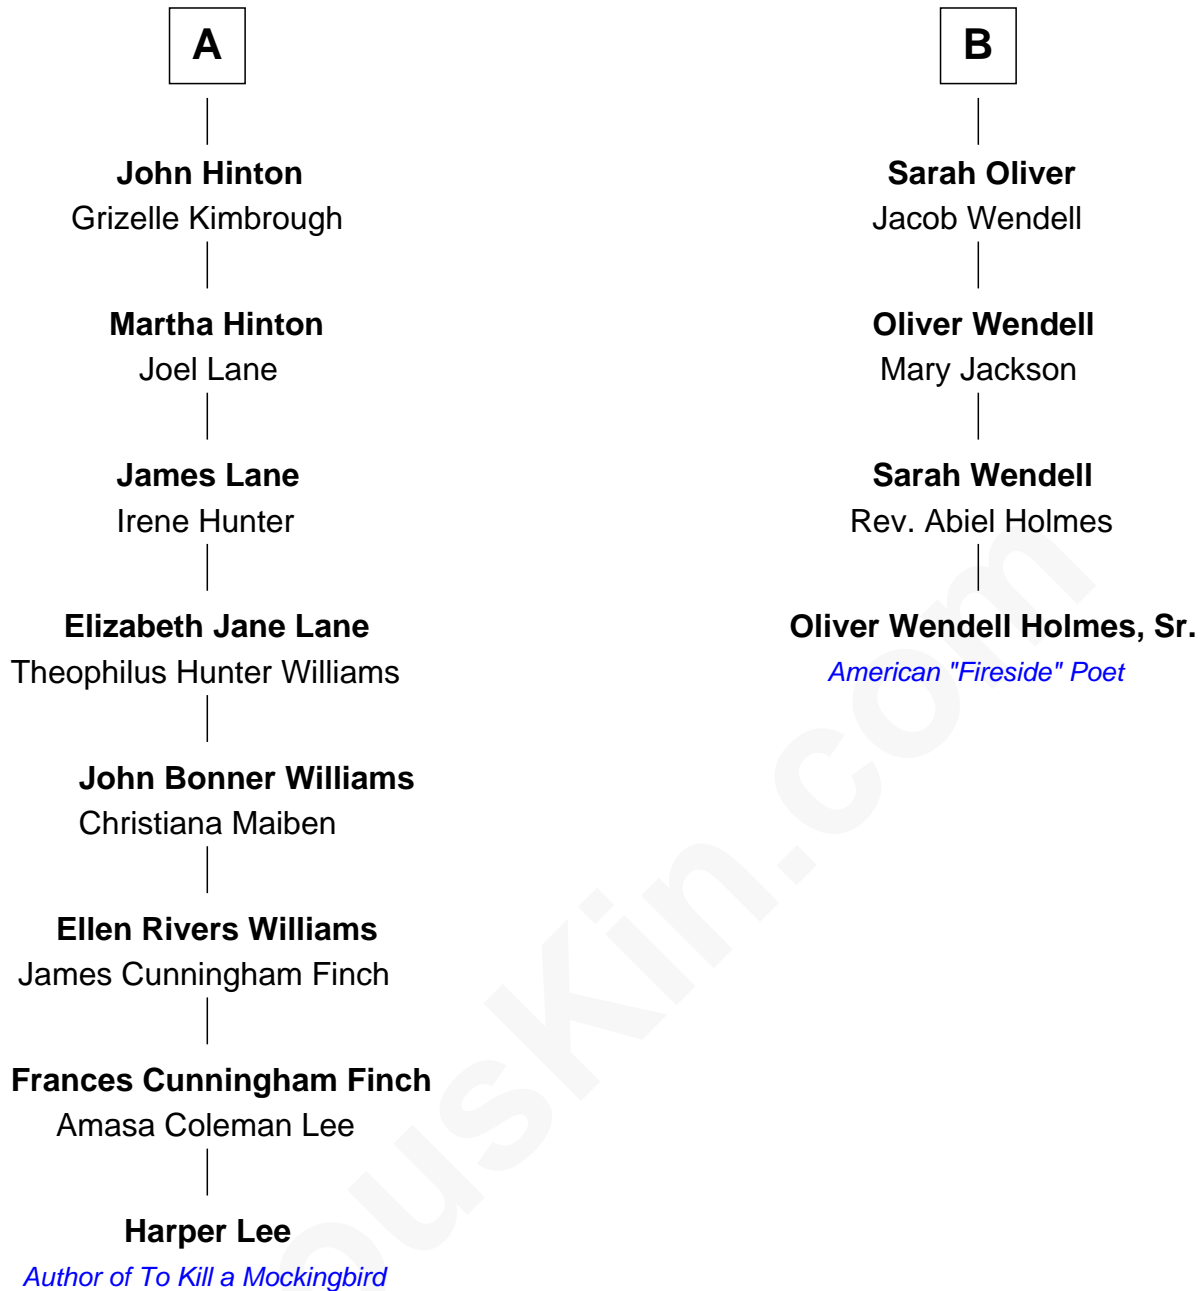 A
John Hinton
Grizelle Kimbrough
Martha Hinton
Joel Lane
James Lane
Irene Hunter
Elizabeth Jane Lane
Theophilus Hunter Williams
John Bonner Williams
Christiana Maiben
Ellen Rivers Williams
James Cunningham Finch
Frances Cunningham Finch
Amasa Coleman Lee
Harper Lee
Author of To Kill a Mockingbird
B
Sarah Oliver
Jacob Wendell
Oliver Wendell
Mary Jackson
Sarah Wendell
Rev. Abiel Holmes
Oliver Wendell Holmes, Sr.
American "Fireside" Poet
ousKin.com